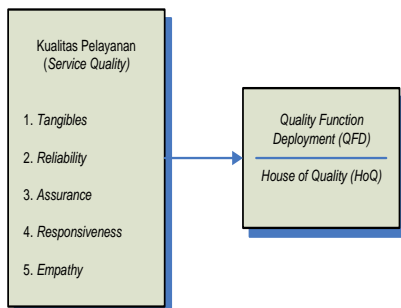 Kualitas Pelayanan
(Service Quality)
1. Tangibles
2. Reliability
3. Assurance
4. Responsiveness
5. Empathy
Quality Function
Deployment (QFD)
House of Quality (HoQ)